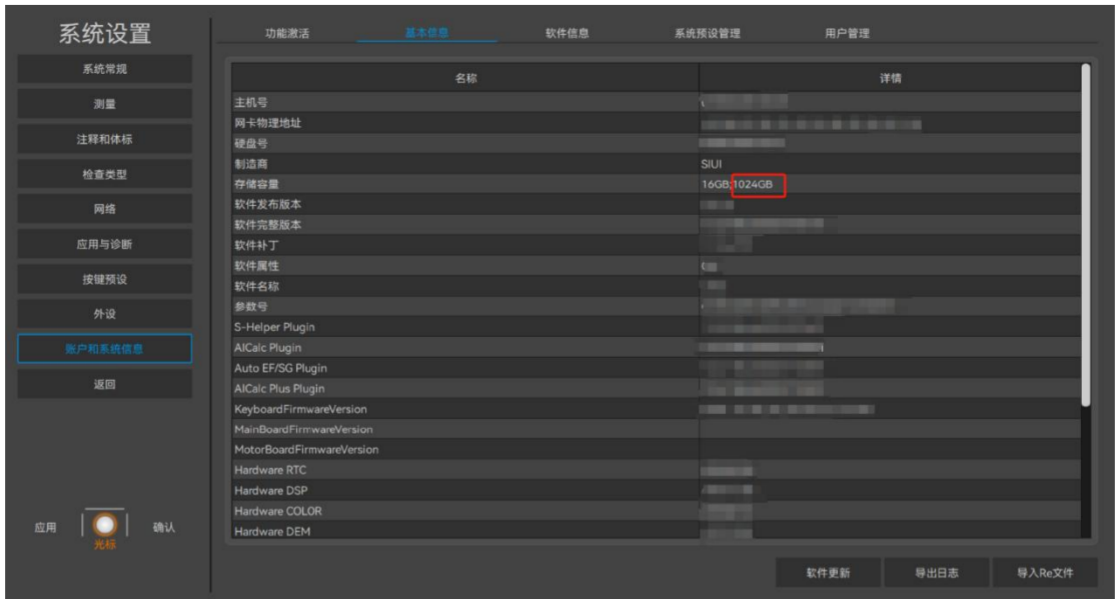 系统设置
功能激活 基本信息 软件信息 系统预设管理 用户管理
系统常规
测量
注释和体标
检查类型
网络
应用与诊断
按键预设
外设
账户和系统信息
返回
应用 光标 确认
名称 详情
主机号
网卡物理地址
硬盘号
制造商 SIUI
存储容量 16GB;1024GB
软件发布版本
软件完整版本
软件补丁
软件属性
软件名称
参数号
S-Helper Plugin
AICalc Plugin
Auto EF/SG Plugin
AICalc Plus Plugin
KeyboardFirmwareVersion
MainBoardFirmwareVersion
MotorBoardFirmwareVersion
Hardware RTC
Hardware DSP
Hardware COLOR
Hardware DEM
软件更新 导出日志 导入Re文件